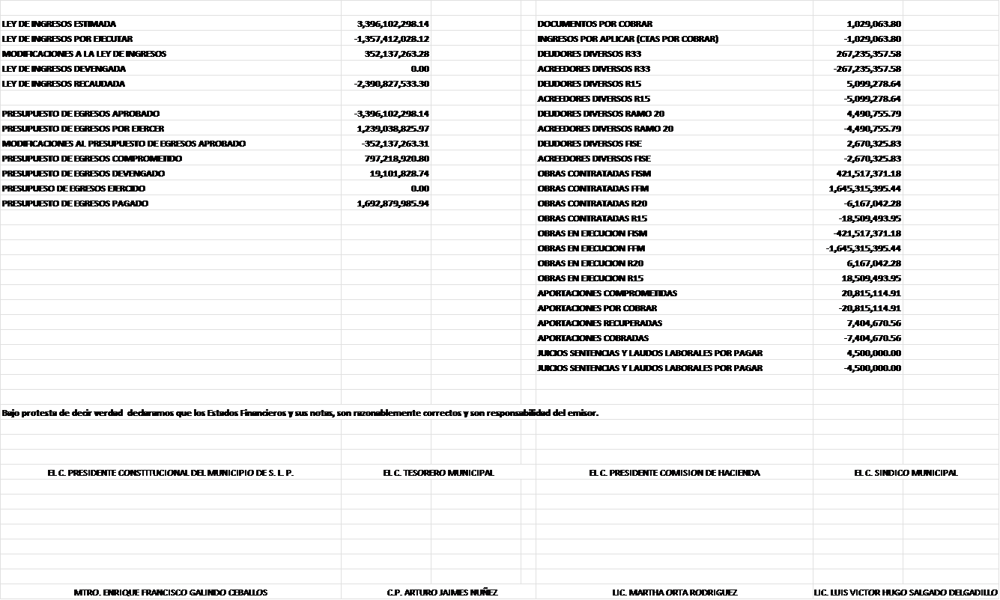 LEY DE INGRESOS ESTIMADA 3,396,102,298.14 DOCUMENTOS POR COBRAR 1,029,063.80
LEY DE INGRESOS POR EJECUTAR -1,357,412,028.12 INGRESOS POR APLICAR (CTAS POR COBRAR) -1,029,063.80
MODIFICACIONES A LA LEY DE INGRESOS 352,137,263.28 DEUDORES DIVERSOS R33 267,235,357.58
LEY DE INGRESOS DEVENGADA 0.00 ACREEDORES DIVERSOS R33 -267,235,357.58
LEY DE INGRESOS RECAUDADA -2,390,827,533.30 DEUDORES DIVERSOS R15 5,099,278.64
ACREEDORES DIVERSOS R15 -5,099,278.64
PRESUPUESTO DE EGRESOS APROBADO -3,396,102,298.14 DEUDORES DIVERSOS RAMO 20 4,490,755.79
PRESUPUESTO DE EGRESOS POR EJERCER 1,239,038,825.97 ACREEDORES DIVERSOS RAMO 20 -4,490,755.79
MODIFICACIONES AL PRESUPUESTO DE EGRESOS APROBADO -352,137,263.31 DEUDORES DIVERSOS FISE 2,670,325.83
PRESUPUESTO DE EGRESOS COMPROMETIDO 797,218,920.80 ACREEDORES DIVERSOS FISE -2,670,325.83
PRESUPUESTO DE EGRESOS DEVENGADO 19,101,828.74 OBRAS CONTRATADAS FISM 421,517,371.18
PRESUPUESO DE EGRESOS EJERCIDO 0.00 OBRAS CONTRATADAS FFM 1,645,315,395.44
PRESUPUESTO DE EGRESOS PAGADO 1,692,879,985.94 OBRAS CONTRATADAS R20 -6,167,042.28
OBRAS CONTRATADAS R15 -18,509,493.95
OBRAS EN EJECUCION FISM -421,517,371.18
OBRAS EN EJECUCION FFM -1,645,315,395.44
OBRAS EN EJECUCION R20 6,167,042.28
OBRAS EN EJECUCION R15 18,509,493.95
APORTACIONES COMPROMETIDAS 20,815,114.91
APORTACIONES POR COBRAR -20,815,114.91
APORTACIONES RECUPERADAS 7,404,670.56
APORTACIONES COBRADAS -7,404,670.56
JUICIOS SENTENCIAS Y LAUDOS LABORALES POR PAGAR 4,500,000.00
JUICIOS SENTENCIAS Y LAUDOS LABORALES POR PAGAR -4,500,000.00
Bajo protesta de decir verdad declaramos que los Estados Financieros y sus notas, son razonablemente correctos y son responsabilidad del emisor.
EL C. PRESIDENTE CONSTITUCIONAL DEL MUNICIPIO DE S. L. P. EL C. TESORERO MUNICIPAL EL C. PRESIDENTE COMISION DE HACIENDA EL C. SINDICO MUNICIPAL
MTRO. ENRIQUE FRANCISCO GALINDO CEBALLOS C.P. ARTURO JAIMES NUÑEZ LIC. MARTHA ORTA RODRIGUEZ LIC. LUIS VICTOR HUGO SALGADO DELGADILLO